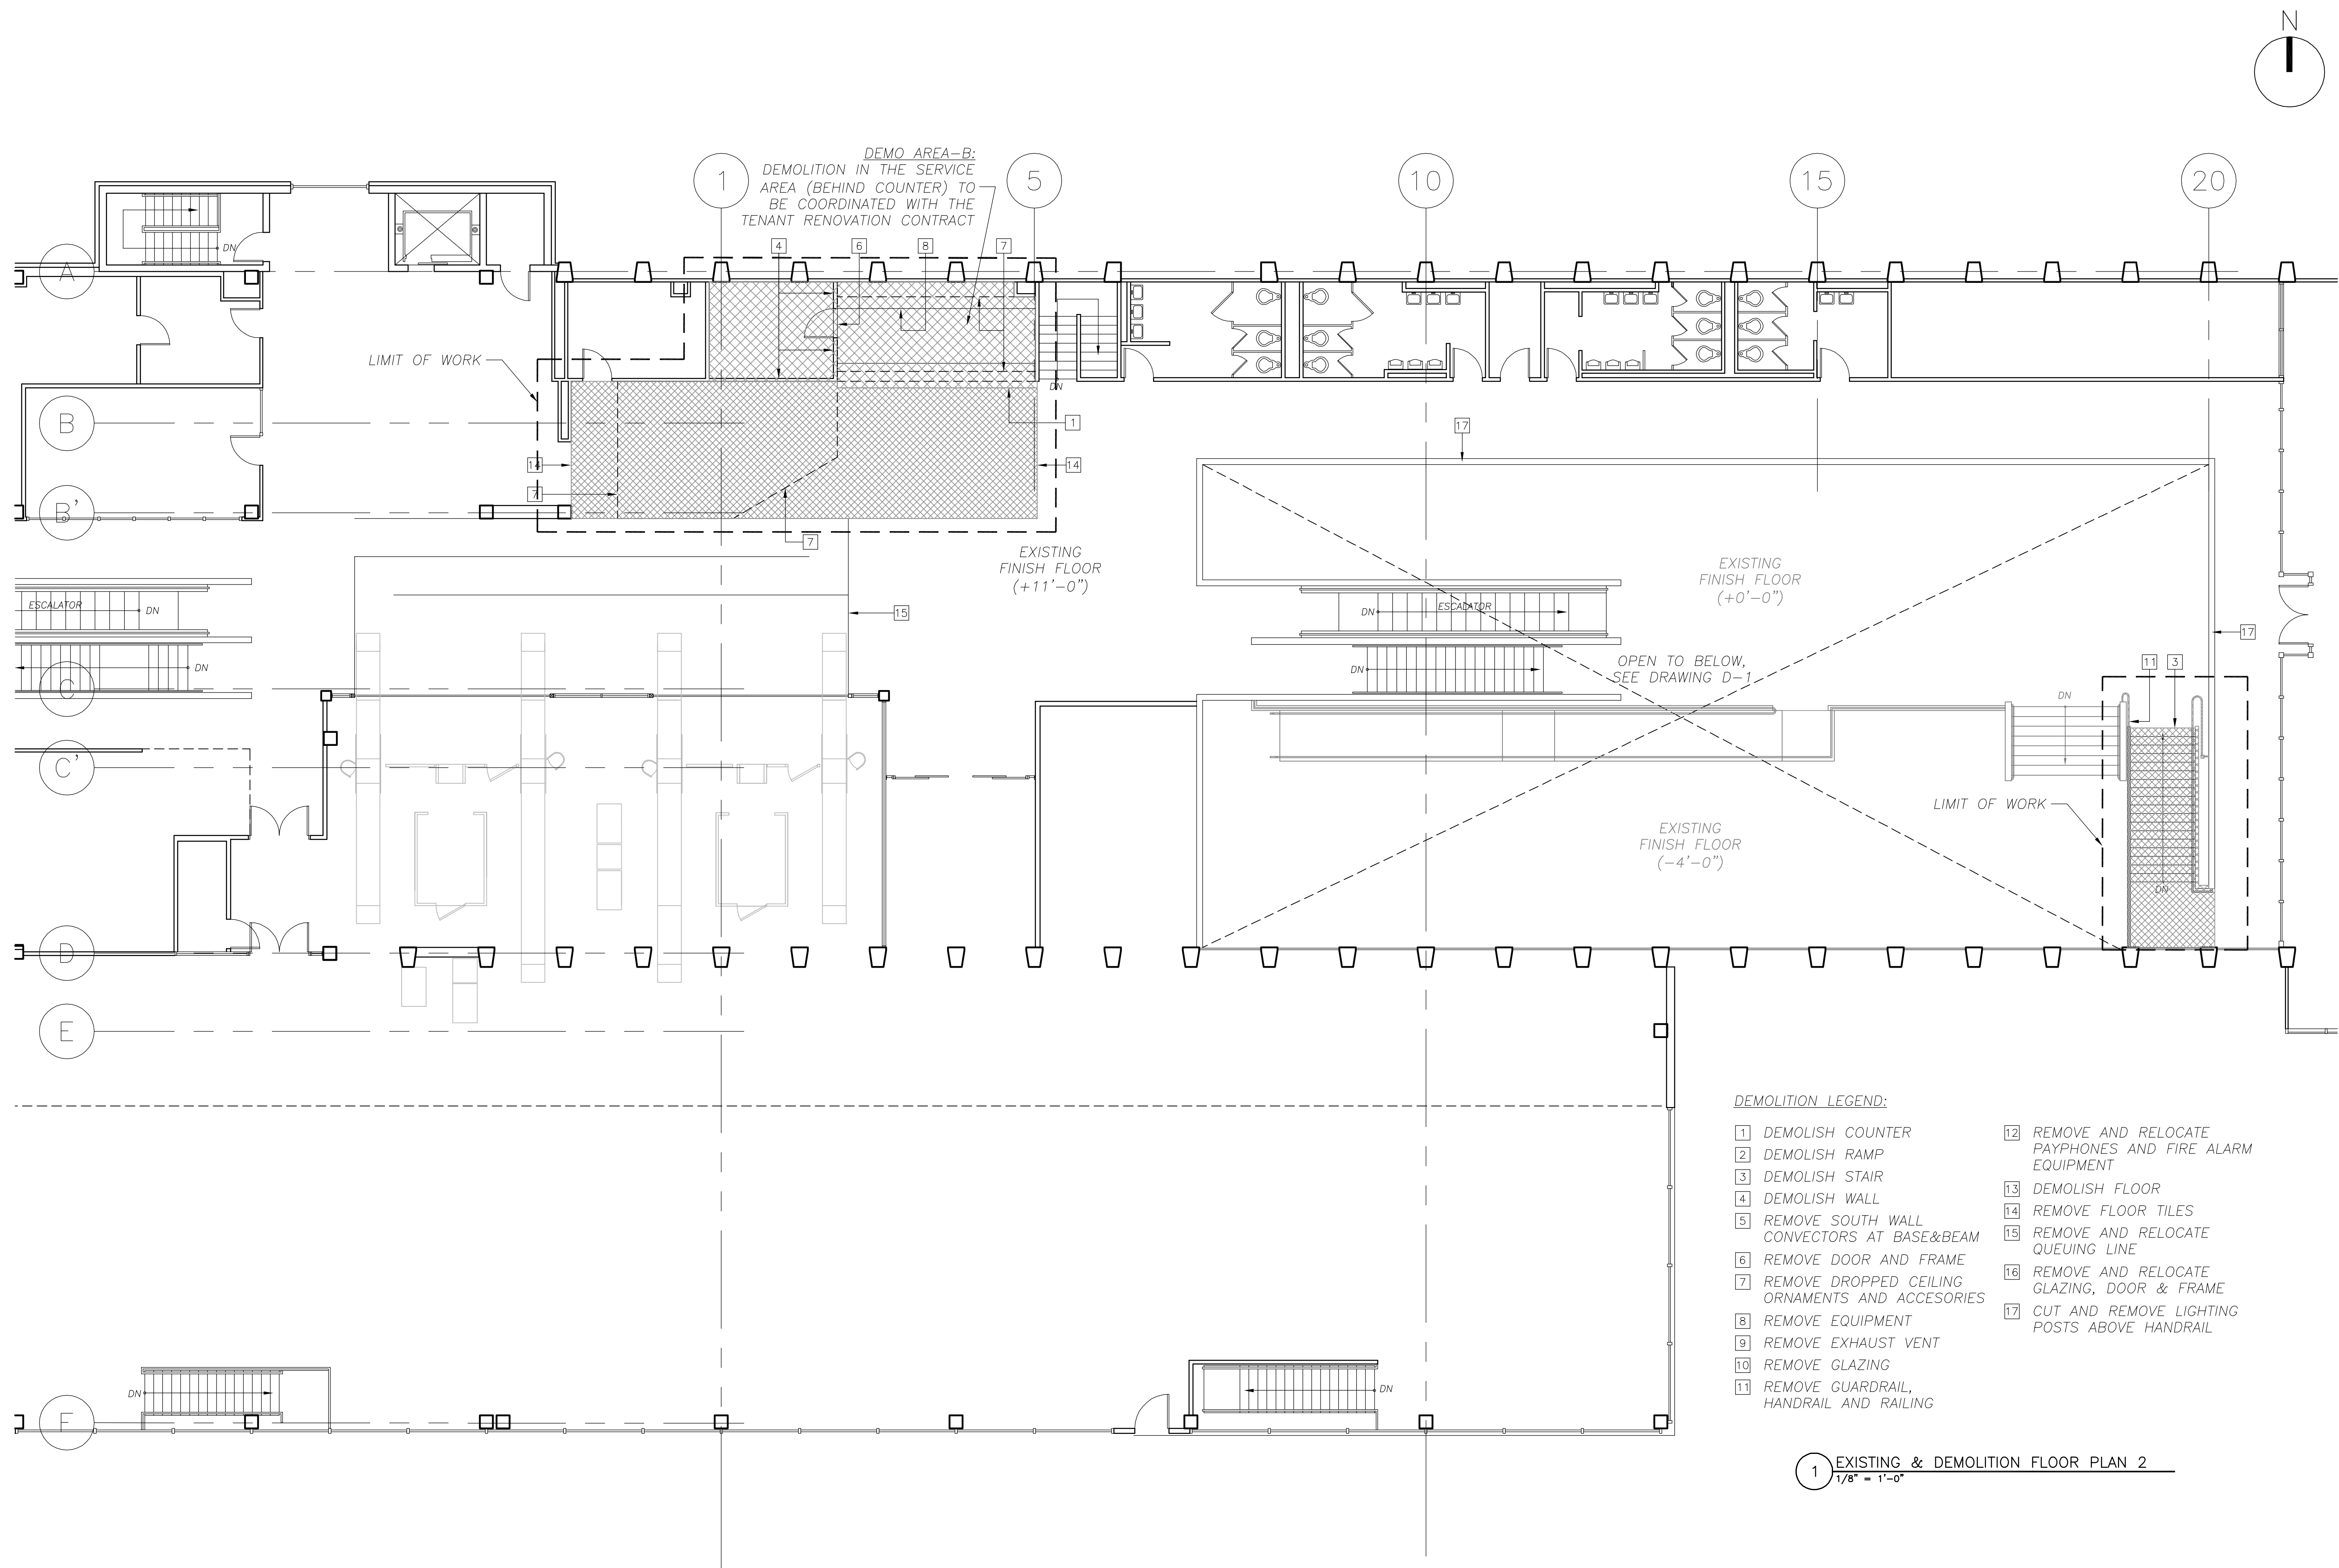 N
DEMO AREA-B:
DEMOLITION IN THE SERVICE
AREA (BEHIND COUNTER) TO
BE COORDINATED WITH THE
TENANT RENOVATION CONTRACT
1
5
10
15
20
4
6
8
7
DN
A
LIMIT OF WORK
DN
B
1
17
14
14
7
B'
7
EXISTING
FINISH FLOOR
(+11'-0")
EXISTING
FINISH FLOOR
(+0'-0")
ESCALATOR
DN
15
DN
ESCALATOR
17
DN
C
DN
OPEN TO BELOW,
SEE DRAWING D-1
11
3
DN
C'
LIMIT OF WORK
EXISTING
FINISH FLOOR
(-4'-0")
DN
D
E
DEMOLITION LEGEND:
1 DEMOLISH COUNTER
2 DEMOLISH RAMP
3 DEMOLISH STAIR
4 DEMOLISH WALL
5 REMOVE SOUTH WALL
CONVECTORS AT BASE&BEAM
6 REMOVE DOOR AND FRAME
7 REMOVE DROPPED CEILING
ORNAMENTS AND ACCESORIES
8 REMOVE EQUIPMENT
9 REMOVE EXHAUST VENT
10 REMOVE GLAZING
11 REMOVE GUARDRAIL,
HANDRAIL AND RAILING
12 REMOVE AND RELOCATE
PAYPHONES AND FIRE ALARM
EQUIPMENT
13 DEMOLISH FLOOR
14 REMOVE FLOOR TILES
15 REMOVE AND RELOCATE
QUEUING LINE
16 REMOVE AND RELOCATE
GLAZING, DOOR & FRAME
17 CUT AND REMOVE LIGHTING
POSTS ABOVE HANDRAIL
DN
DN
F
1 EXISTING & DEMOLITION FLOOR PLAN 2
1/8" = 1'-0"